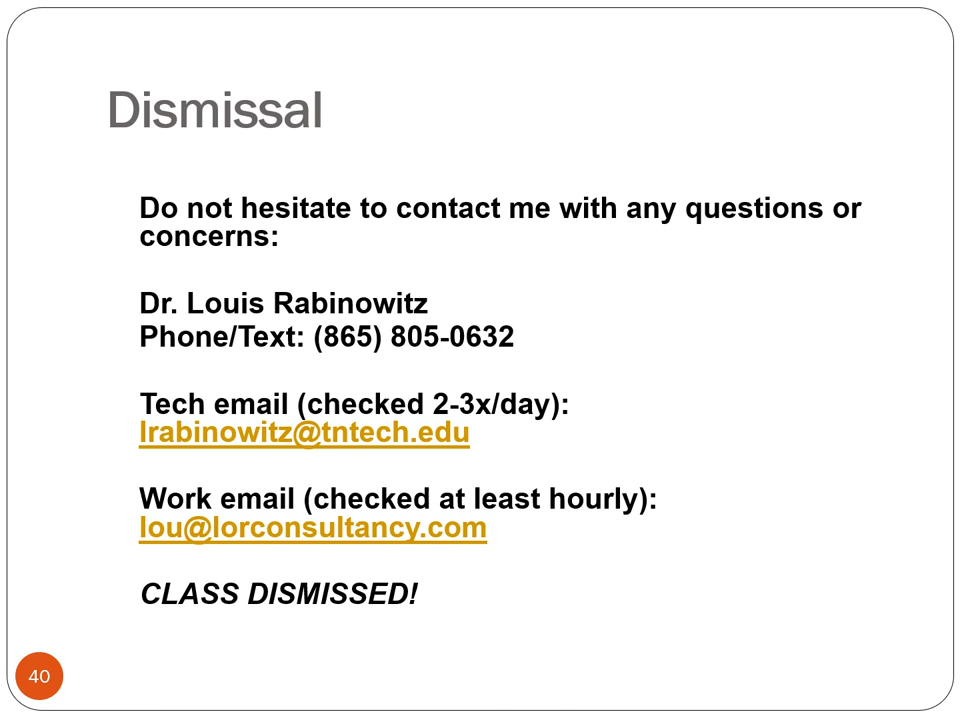 Dismissal
Do not hesitate to contact me with any questions or
concerns:
Dr. Louis Rabinowitz
Phone/Text: (865) 805-0632
Tech email (checked 2-3x/day):
lrabinowitz@tntech.edu
Work email (checked at least hourly):
lou@lorconsultancy.com
CLASS DISMISSED!
40